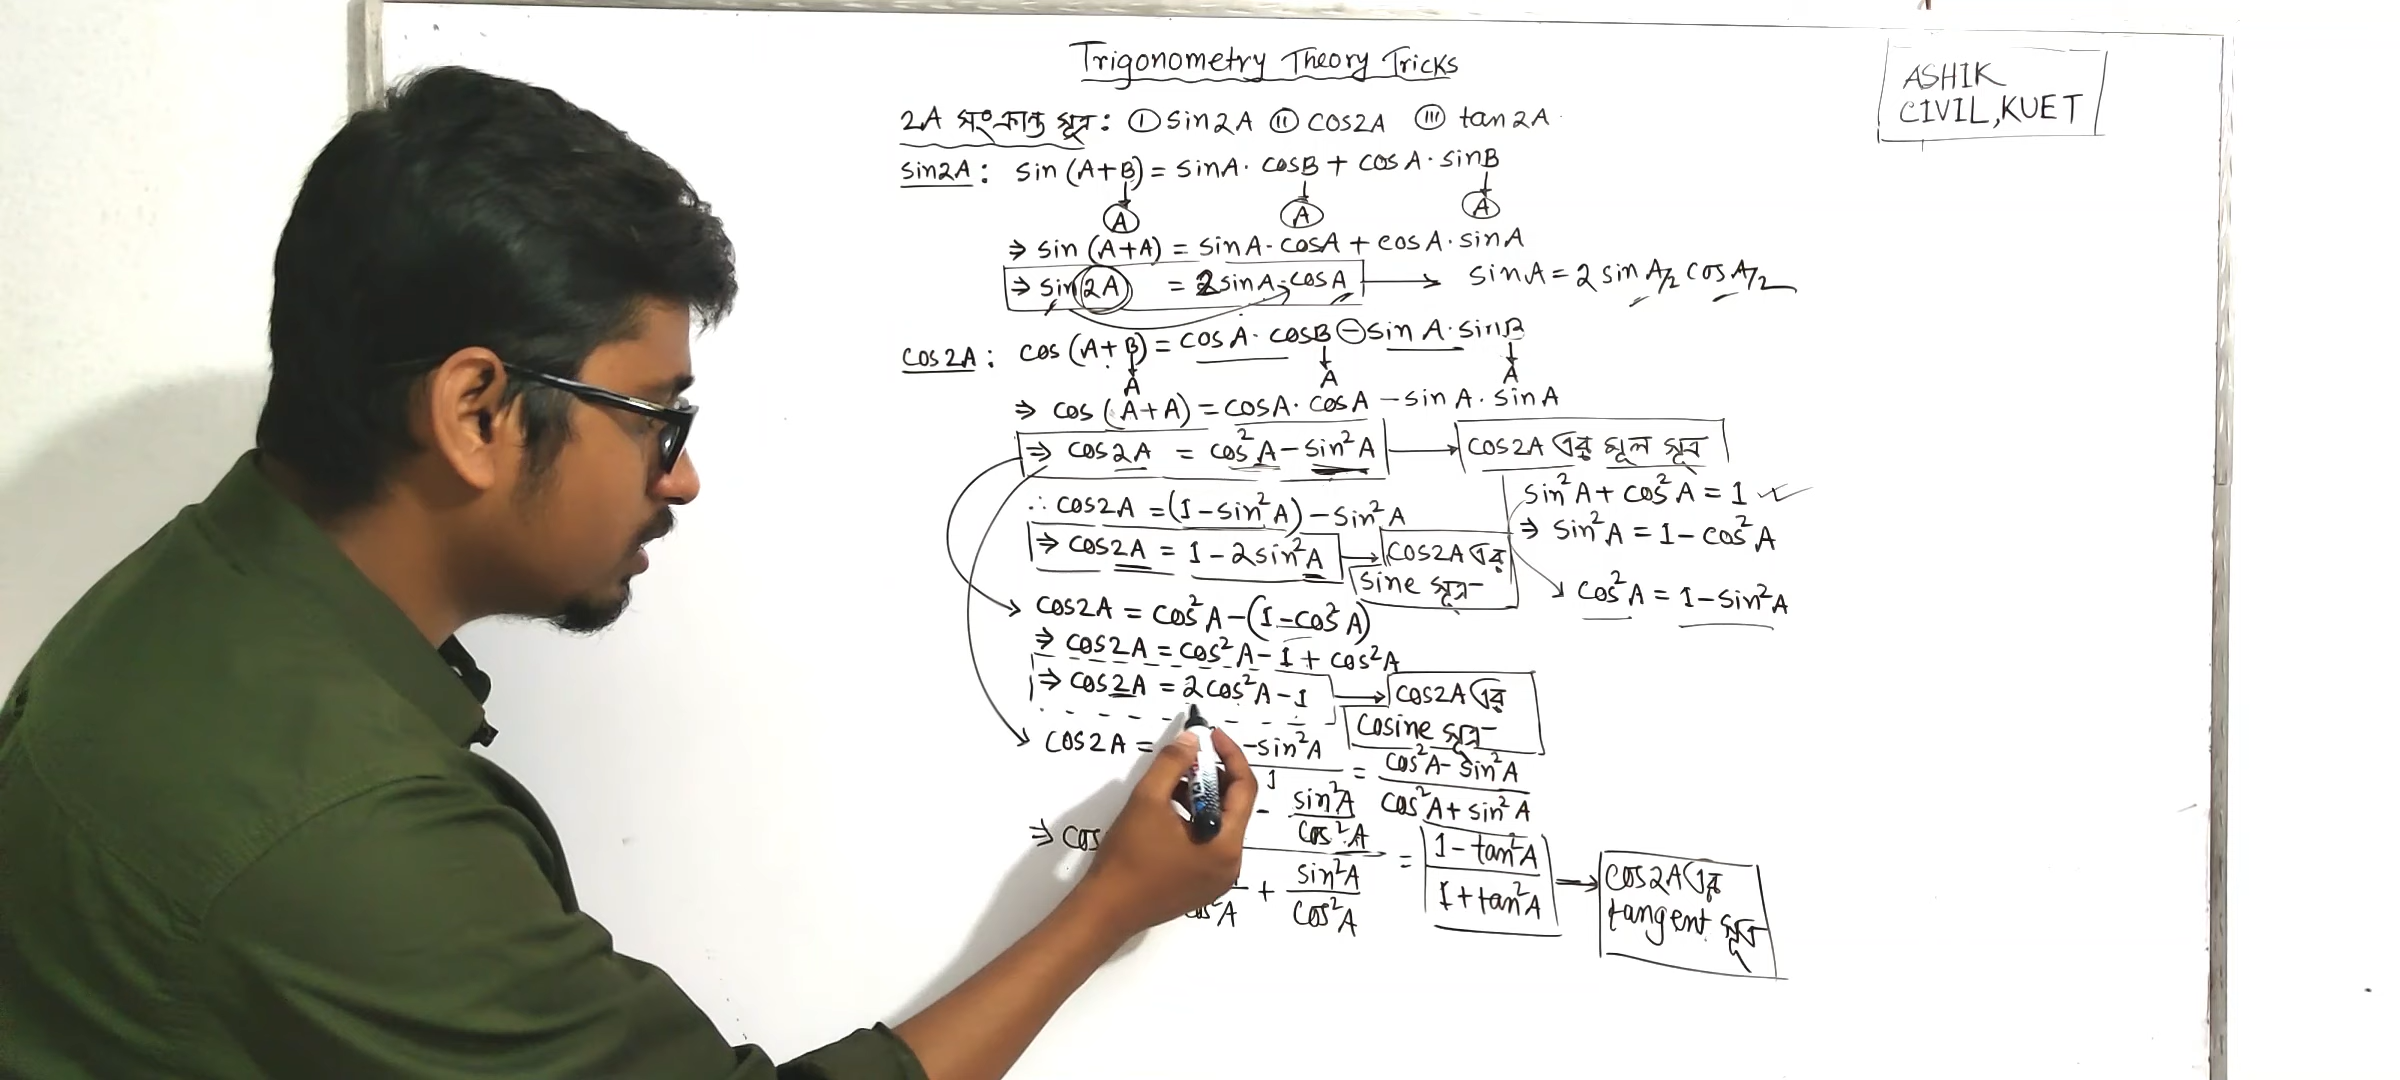 Trigonometry Theory Tricks
ASHIK
CIVIL, KUET
2A সংক্রান্ত সূত্র: (I) sin2A (II) cos2A (III) tan2A
sin2A: sin (A+B) = sinA. cosB + cosA. sinB
A A A
⇒ sin (A+A) = sinA. cosA + cosA. sinA
⇒ sin 2A = 2sinA. cosA → sinA = 2 sin A/2 cos A/2
cos2A: cos (A+B) = cosA. cosB - sinA. sinB
A A A
⇒ cos (A+A) = cosA. cosA - sinA. sinA
⇒ cos2A = cos²A - sin²A → cos2A এর মূল সূত্র
sin²A + cos²A = 1 ✓
⇒ sin²A = 1 - cos²A
cos²A = 1 - sin²A
∴ cos2A = (1 - sin²A) - sin²A
⇒ cos2A = 1 - 2sin²A → cos2A এর
sine সূত্র
cos2A = cos²A - (1 - cos²A)
⇒ cos2A = cos²A - 1 + cos²A
⇒ cos2A = 2cos²A - 1 → cos2A এর
cosine সূত্র
cos2A = - sin²A
1 = cos²A - sin²A
cos²A + sin²A
⇒ cos - sin²A
cos²A = 1 - tan²A
1 + tan²A → cos2A এর
tangent সূত্র
cos²A + sin²A
cos²A